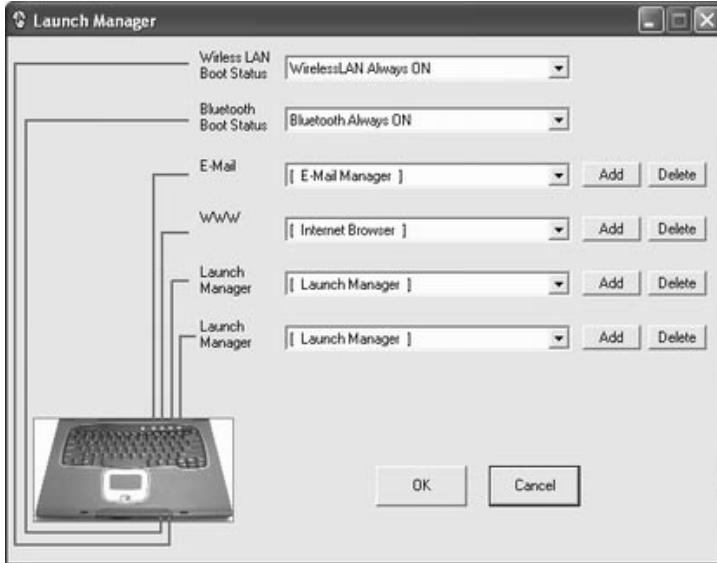 Launch Manager
Wirless LAN
Boot Status
WirelessLAN Always ON
Bluetooth
Boot Status
Bluetooth Always ON
E-Mail
[ E-Mail Manager ]
Add
Delete
WWW
[ Internet Browser ]
Add
Delete
Launch
Manager
[ Launch Manager ]
Add
Delete
Launch
Manager
[ Launch Manager ]
Add
Delete
OK
Cancel